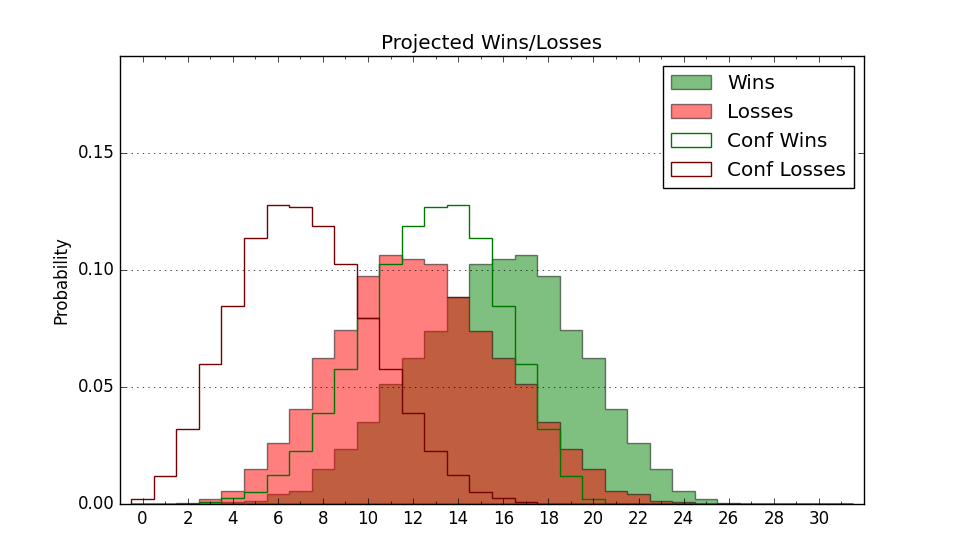 Projected Wins/Losses
Wins
Losses
Conf Wins
Conf Losses
Probability
0.15
0.10
0.05
0.00
0 2 4 6 8 10 12 14 16 18 20 22 24 26 28 30